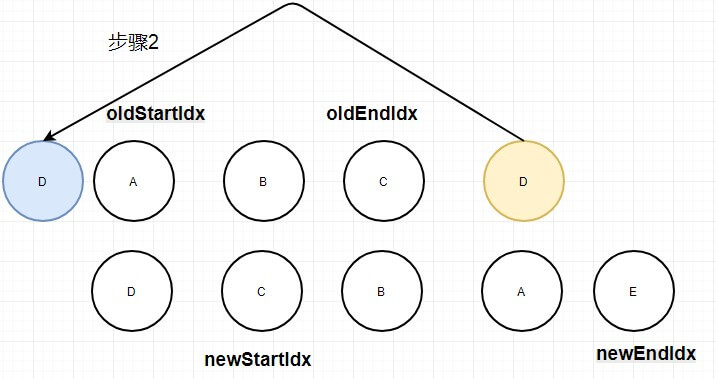 步骤2
oldStartIdx
oldEndIdx
D
A
B
C
D
D
C
B
A
E
newStartIdx
newEndIdx